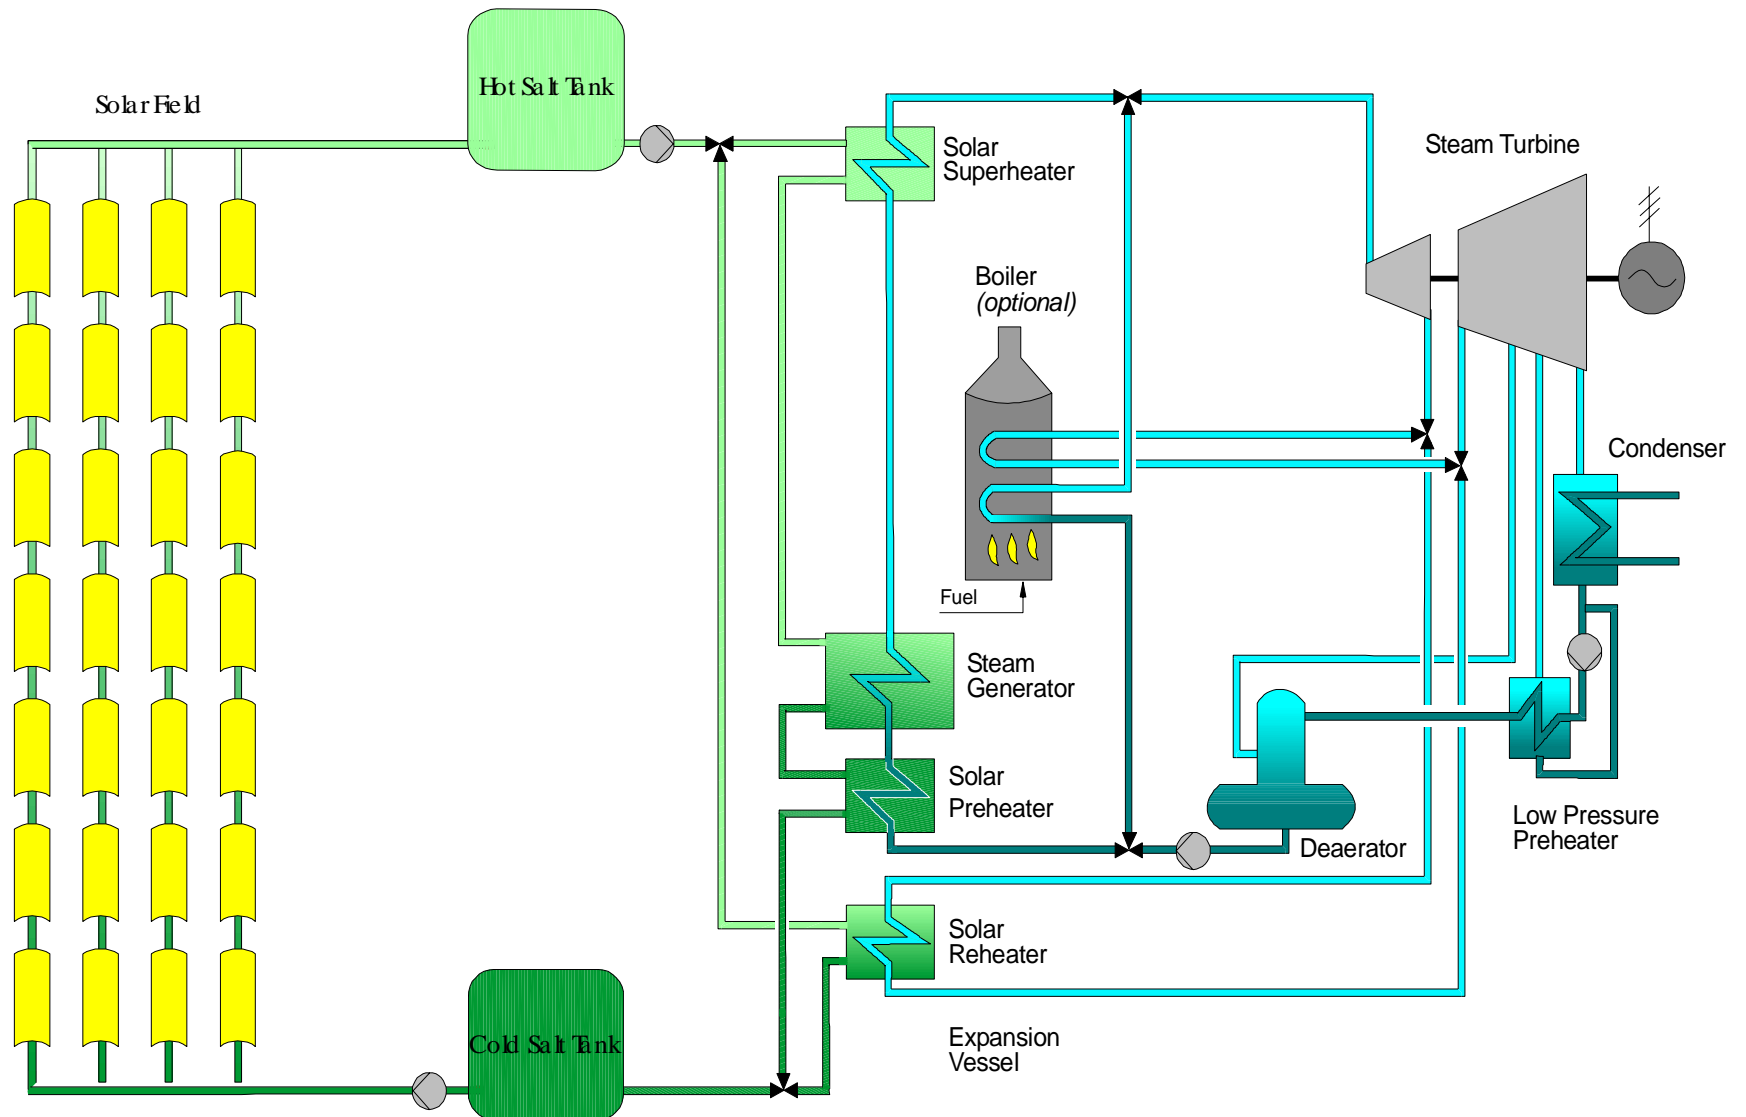 Hot Salt Tank
Solar Field
Solar
Superheater
Steam Turbine
Boiler
(optional)
Condenser
Fuel
Steam
Generator
Solar
Preheater
Low Pressure
Preheater
Deaerator
Solar
Reheater
Expansion
Vessel
Cold Salt Tank